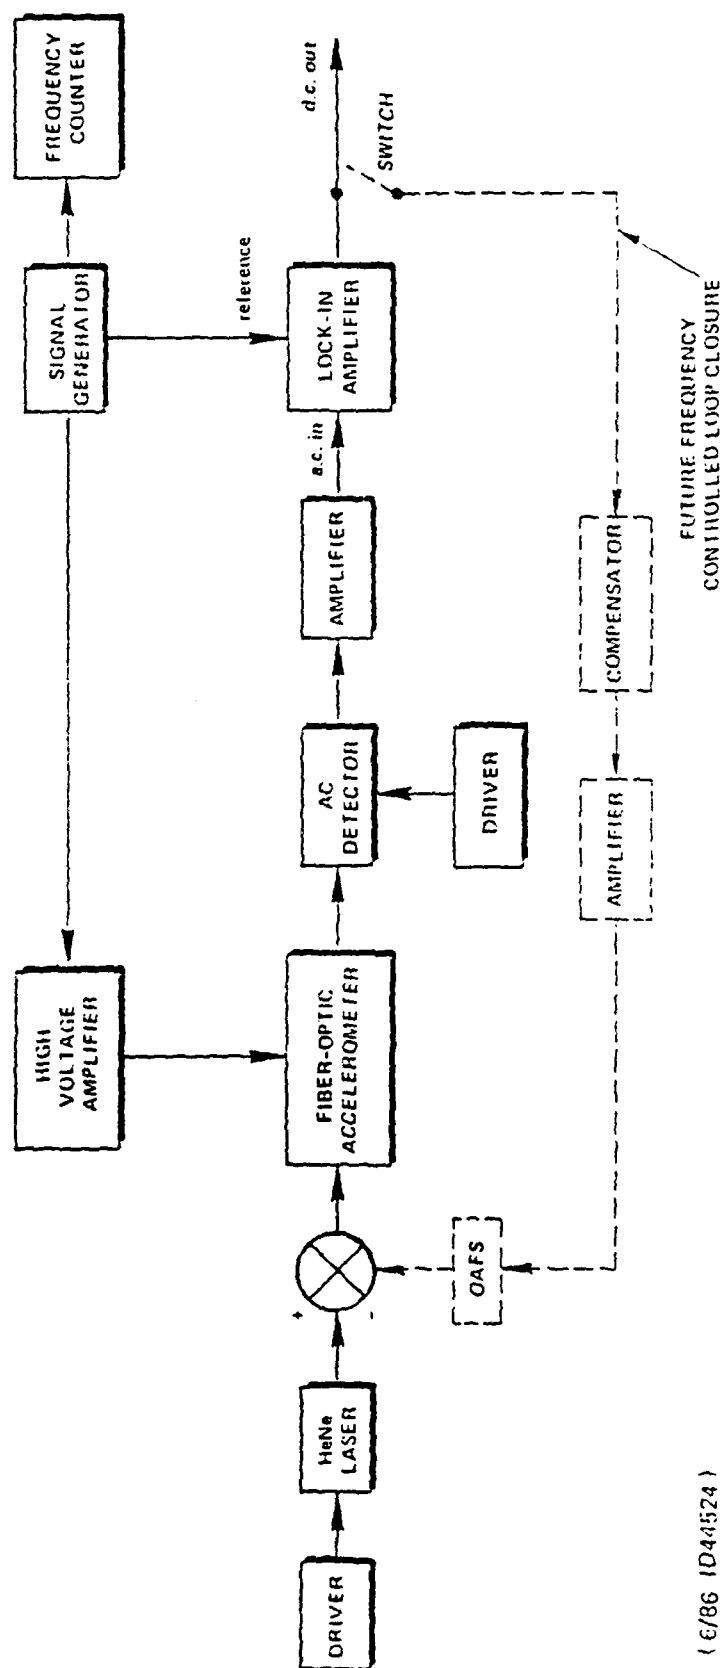 HIGH
VOLTAGE
AMPLIFIER
SIGNAL
GENERATOR
FREQUENCY
COUNTER
reference
DRIVER
HeNe
LASER
+
-
FIBER-OPTIC
ACCELEROMETER
AC
DETECTOR
AMPLIFIER
a.c. in
LOCK-IN
AMPLIFIER
d.c. out
SWITCH
DRIVER
OAFS
AMPLIFIER
COMPENSATOR
FUTURE FREQUENCY
CONTROLLED LOOP CLOSURE
(6/86 ID44524)